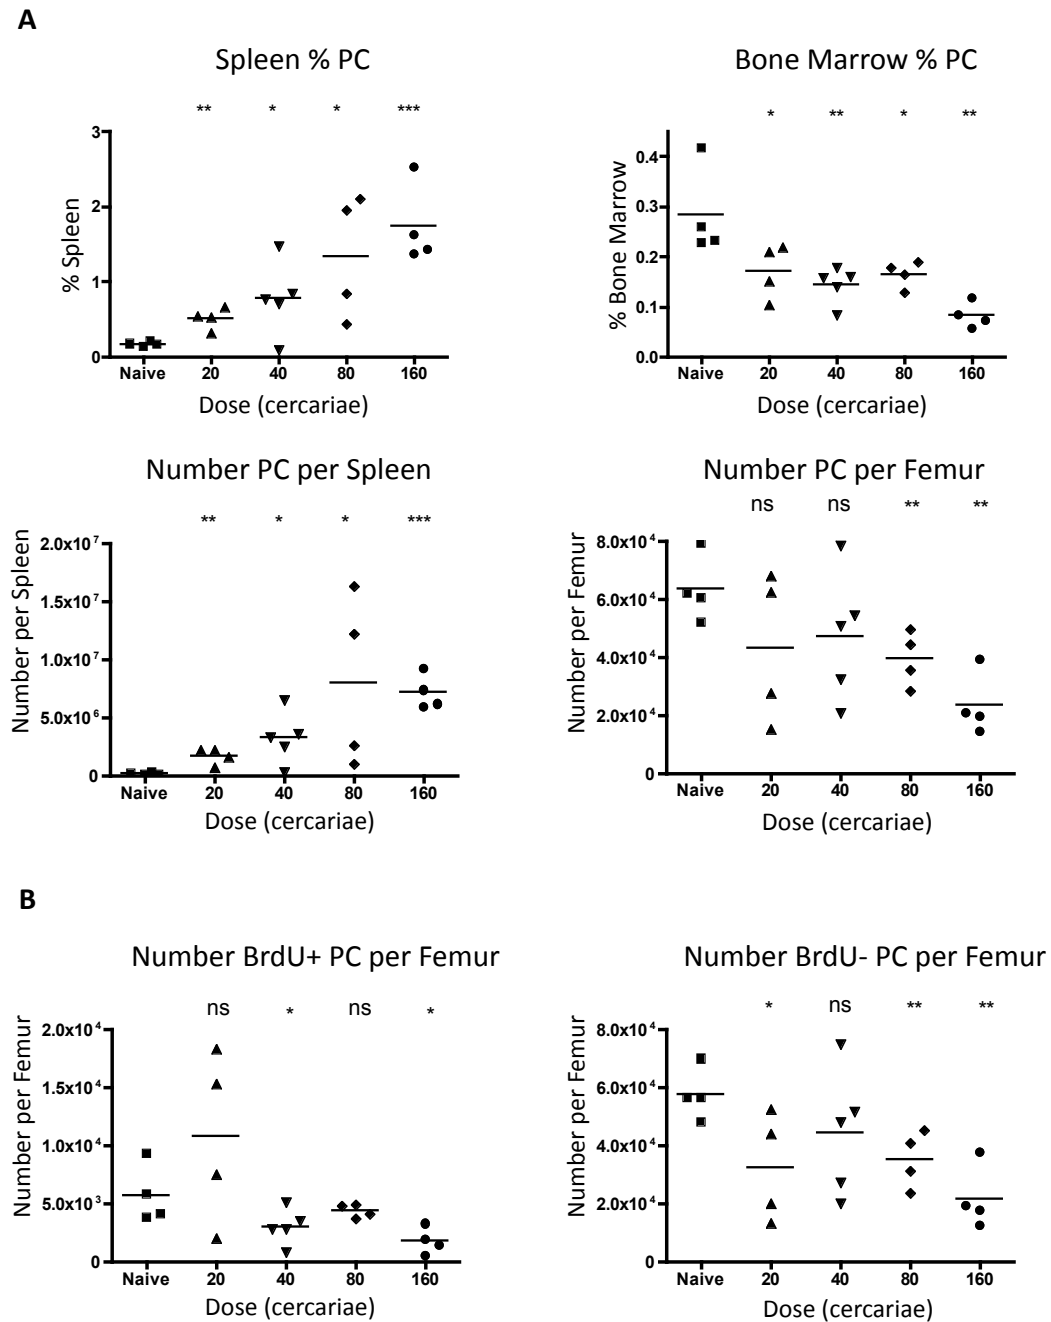 A
Spleen % PC
** * * ***
% Spleen
3
2
1
0
Naive 20 40 80 160
Dose (cercariae)
Bone Marrow % PC
* ** * **
% Bone Marrow
0.4
0.3
0.2
0.1
0.0
Naive 20 40 80 160
Dose (cercariae)
Number PC per Spleen
** * * ***
Number per Spleen
2.0x10⁷
1.5x10⁷
1.0x10⁷
5.0x10⁶
0
Naive 20 40 80 160
Dose (cercariae)
Number PC per Femur
ns ns ** **
Number per Femur
8.0x10⁴
6.0x10⁴
4.0x10⁴
2.0x10⁴
0
Naive 20 40 80 160
Dose (cercariae)
B
Number BrdU+ PC per Femur
ns * ns *
Number per Femur
2.0x10⁴
1.5x10⁴
1.0x10⁴
5.0x10³
0
Naive 20 40 80 160
Dose (cercariae)
Number BrdU- PC per Femur
* ns ** **
Number per Femur
8.0x10⁴
6.0x10⁴
4.0x10⁴
2.0x10⁴
0
Naive 20 40 80 160
Dose (cercariae)